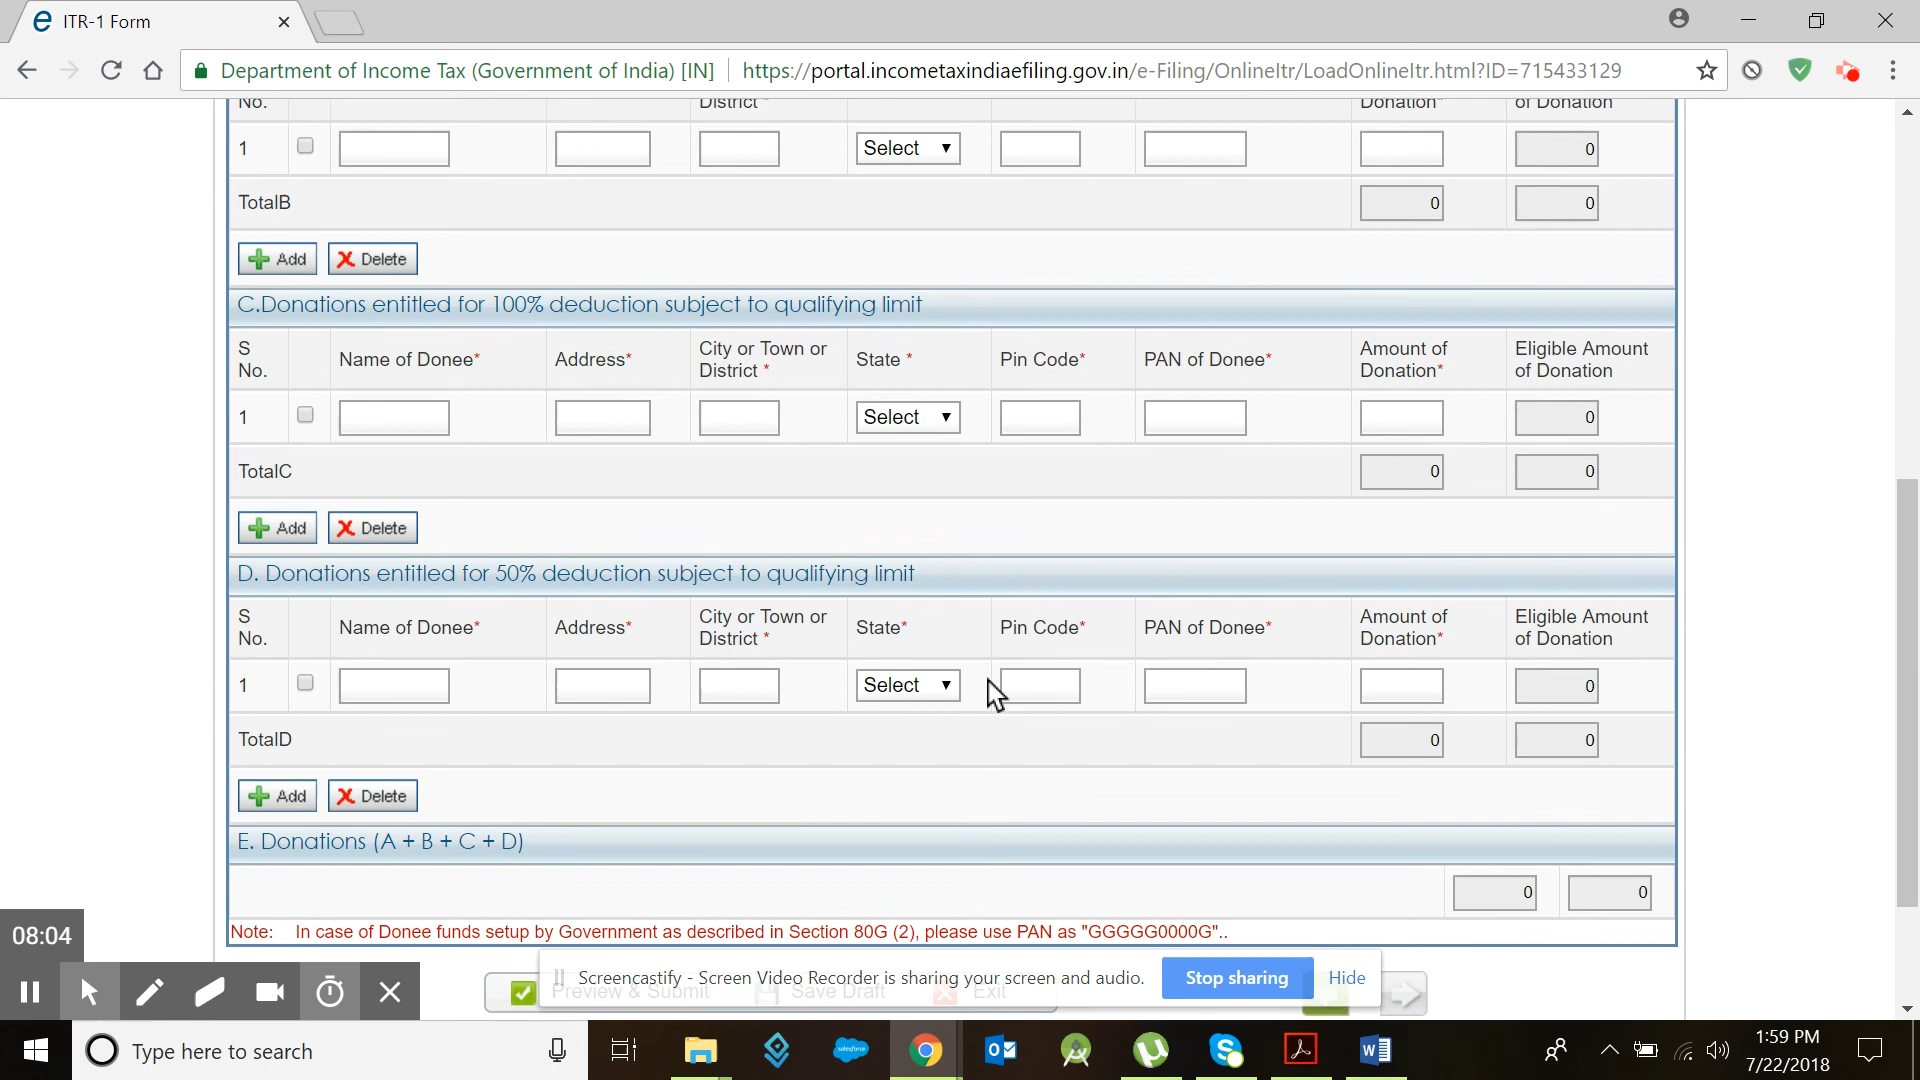 ITR-1 Form
Department of Income Tax (Government of India) [IN] https://portal.incometaxindiaefiling.gov.in/e-Filing/OnlineItr/LoadOnlineItr.html?ID=715433129
No. District * Donation* of Donation
1 Select 0
TotalB 0 0
Add Delete
C.Donations entitled for 100% deduction subject to qualifying limit
S No. Name of Donee* Address* City or Town or District * State * Pin Code* PAN of Donee* Amount of Donation* Eligible Amount of Donation
1 Select 0
TotalC 0 0
Add Delete
D. Donations entitled for 50% deduction subject to qualifying limit
S No. Name of Donee* Address* City or Town or District * State* Pin Code* PAN of Donee* Amount of Donation* Eligible Amount of Donation
1 Select 0
TotalD 0 0
Add Delete
E. Donations (A + B + C + D)
0 0
Note: In case of Donee funds setup by Government as described in Section 80G (2), please use PAN as "GGGGG0000G"..
08:04
Screencastify - Screen Video Recorder is sharing your screen and audio. Stop sharing Hide
Preview & Submit Save Draft Exit
Type here to search
salesforce
1:59 PM
7/22/2018